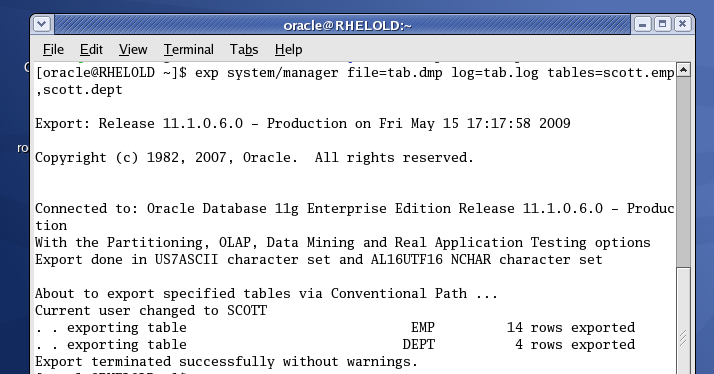 oracle@RHELOLD:~
File Edit View Terminal Tabs Help
[oracle@RHELOLD ~]$ exp system/manager file=tab.dmp log=tab.log tables=scott.emp
,scott.dept
Export: Release 11.1.0.6.0 - Production on Fri May 15 17:17:58 2009
Copyright (c) 1982, 2007, Oracle.  All rights reserved.
ro
Connected to: Oracle Database 11g Enterprise Edition Release 11.1.0.6.0 - Produc
tion
With the Partitioning, OLAP, Data Mining and Real Application Testing options
Export done in US7ASCII character set and AL16UTF16 NCHAR character set
About to export specified tables via Conventional Path ...
Current user changed to SCOTT
. . exporting table                            EMP         14 rows exported
. . exporting table                           DEPT          4 rows exported
Export terminated successfully without warnings.